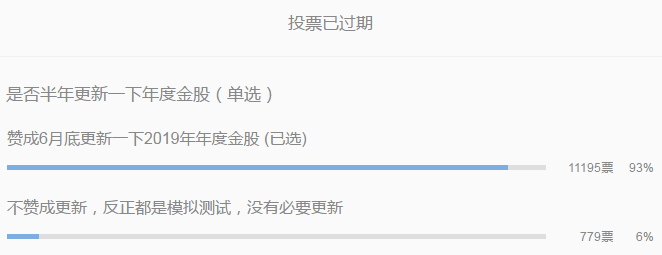 投票已过期
是否半年更新一下年度金股（单选）
赞成6月底更新一下2019年年度金股 (已选)
11195票 93%
不赞成更新，反正都是模拟测试，没有必要更新
779票 6%